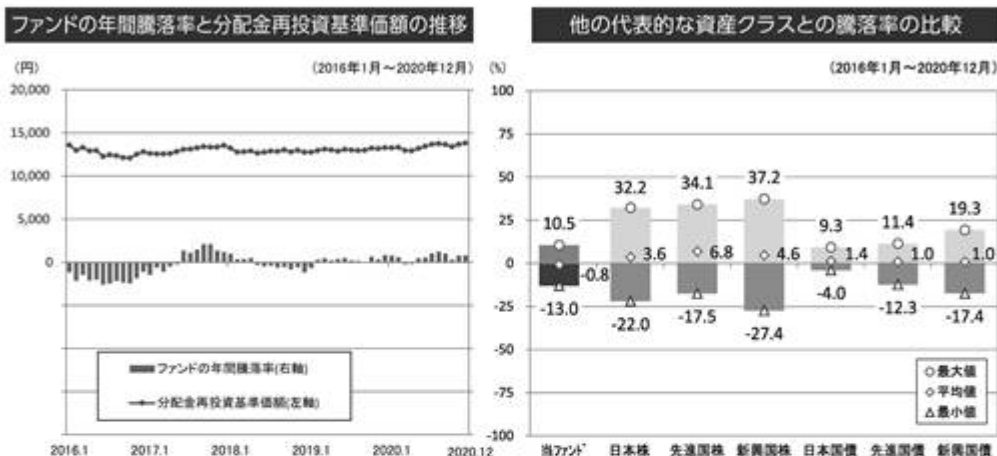 ファンドの年間騰落率と分配金再投資基準価額の推移
(円)
(2016年1月～2020年12月)
20,000
15,000
10,000
5,000
0
ファンドの年間騰落率(右軸)
分配金再投資基準価額(左軸)
2016.1 2017.1 2018.1 2019.1 2020.1 2020.12
他の代表的な資産クラスとの騰落率の比較
(%)
(2016年1月～2020年12月)
100
75
50
25
0
-25
-50
-75
-100
10.5 32.2 34.1 37.2 9.3 11.4 19.3
-0.8 3.6 6.8 4.6 1.4 1.0 1.0
-13.0 -22.0 -17.5 -27.4 -4.0 -12.3 -17.4
最大値
平均値
最小値
当ファンド 日本株 先進国株 新興国株 日本国債 先進国債 新興国債